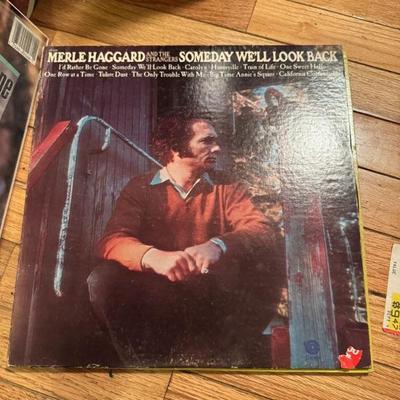 MERLE HAGGARD AND THE STRANGERS SOMEDAY WE'LL LOOK BACK
I'd Rather Be Gone · Someday We'll Look Back · Carolyn · Huntsville · Train of Life · One Sweet Hello
One Row at a Time · Tulare Dust · The Only Trouble With Me · Big Time Annie's Square · California Cottonfields